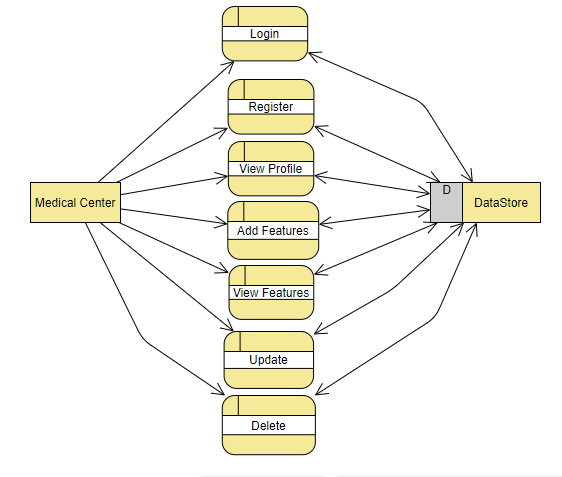 Login
Register
View Profile
Medical Center
D
DataStore
Add Features
View Features
Update
Delete